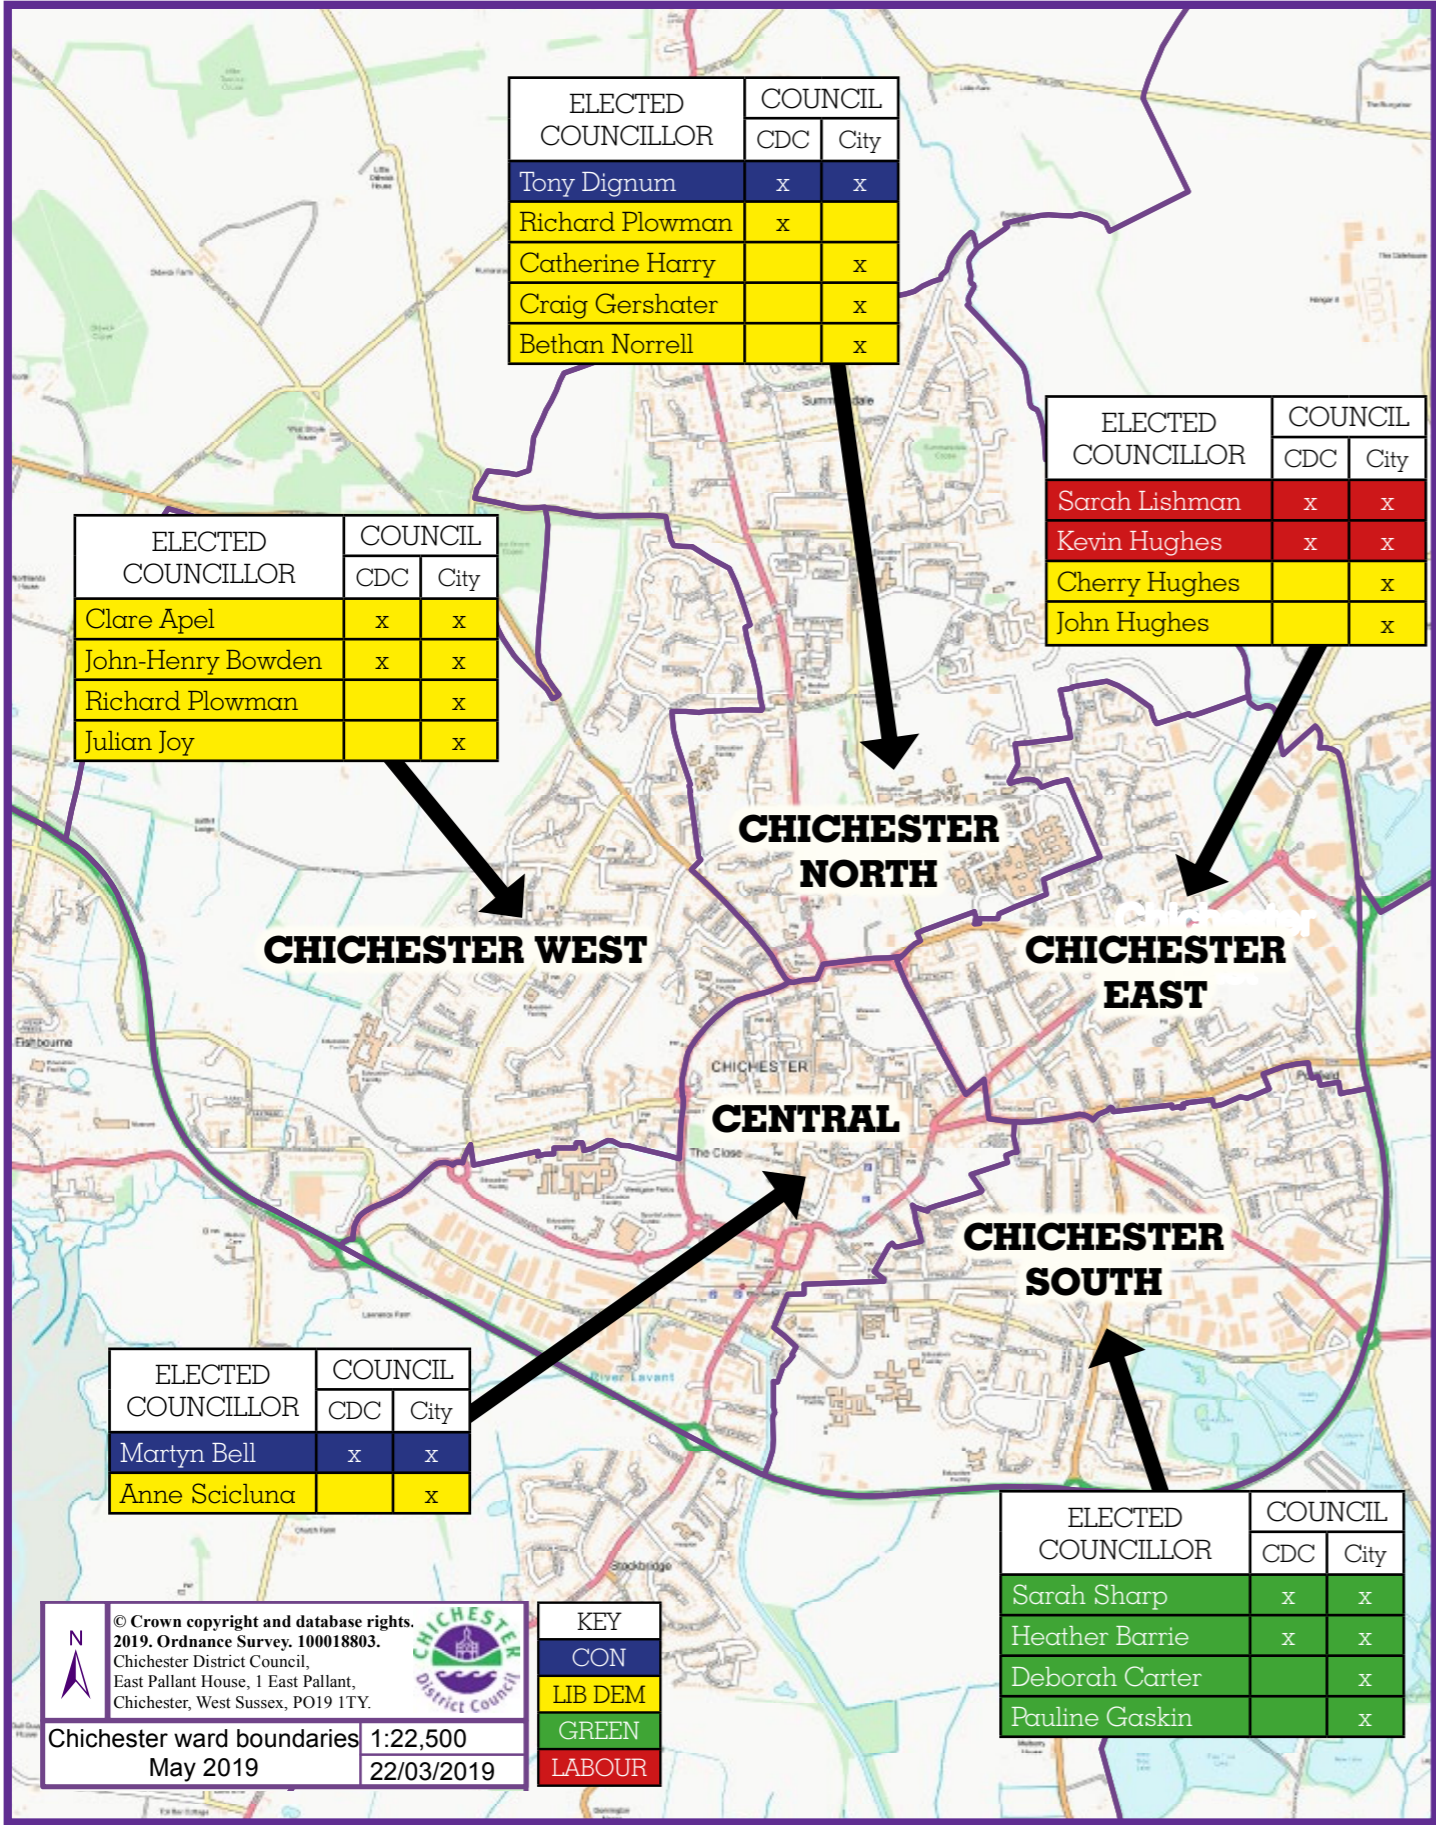 ELECTED
COUNCILLOR
COUNCIL
CDC City
Tony Dignum x x
Richard Plowman x
Catherine Harry x
Craig Gershater x
Bethan Norrell x
ELECTED
COUNCILLOR
COUNCIL
CDC City
Sarah Lishman x x
Kevin Hughes x x
Cherry Hughes x
John Hughes x
ELECTED
COUNCILLOR
COUNCIL
CDC City
Clare Apel x x
John-Henry Bowden x x
Richard Plowman x
Julian Joy x
CHICHESTER
NORTH
CHICHESTER WEST
CHICHESTER
EAST
Fishbourne
CHICHESTER
CENTRAL
The Close
CHICHESTER
SOUTH
River Lavant
ELECTED
COUNCILLOR
COUNCIL
CDC City
Martyn Bell x x
Anne Scicluna x
Stockbridge
ELECTED
COUNCILLOR
COUNCIL
CDC City
Sarah Sharp x x
Heather Barrie x x
Deborah Carter x
Pauline Gaskin x
N
© Crown copyright and database rights.
2019. Ordnance Survey. 100018803.
Chichester District Council,
East Pallant House, 1 East Pallant,
Chichester, West Sussex, PO19 1TY.
CHICHESTER
District Council
Chichester ward boundaries
May 2019
1:22,500
22/03/2019
KEY
CON
LIB DEM
GREEN
LABOUR